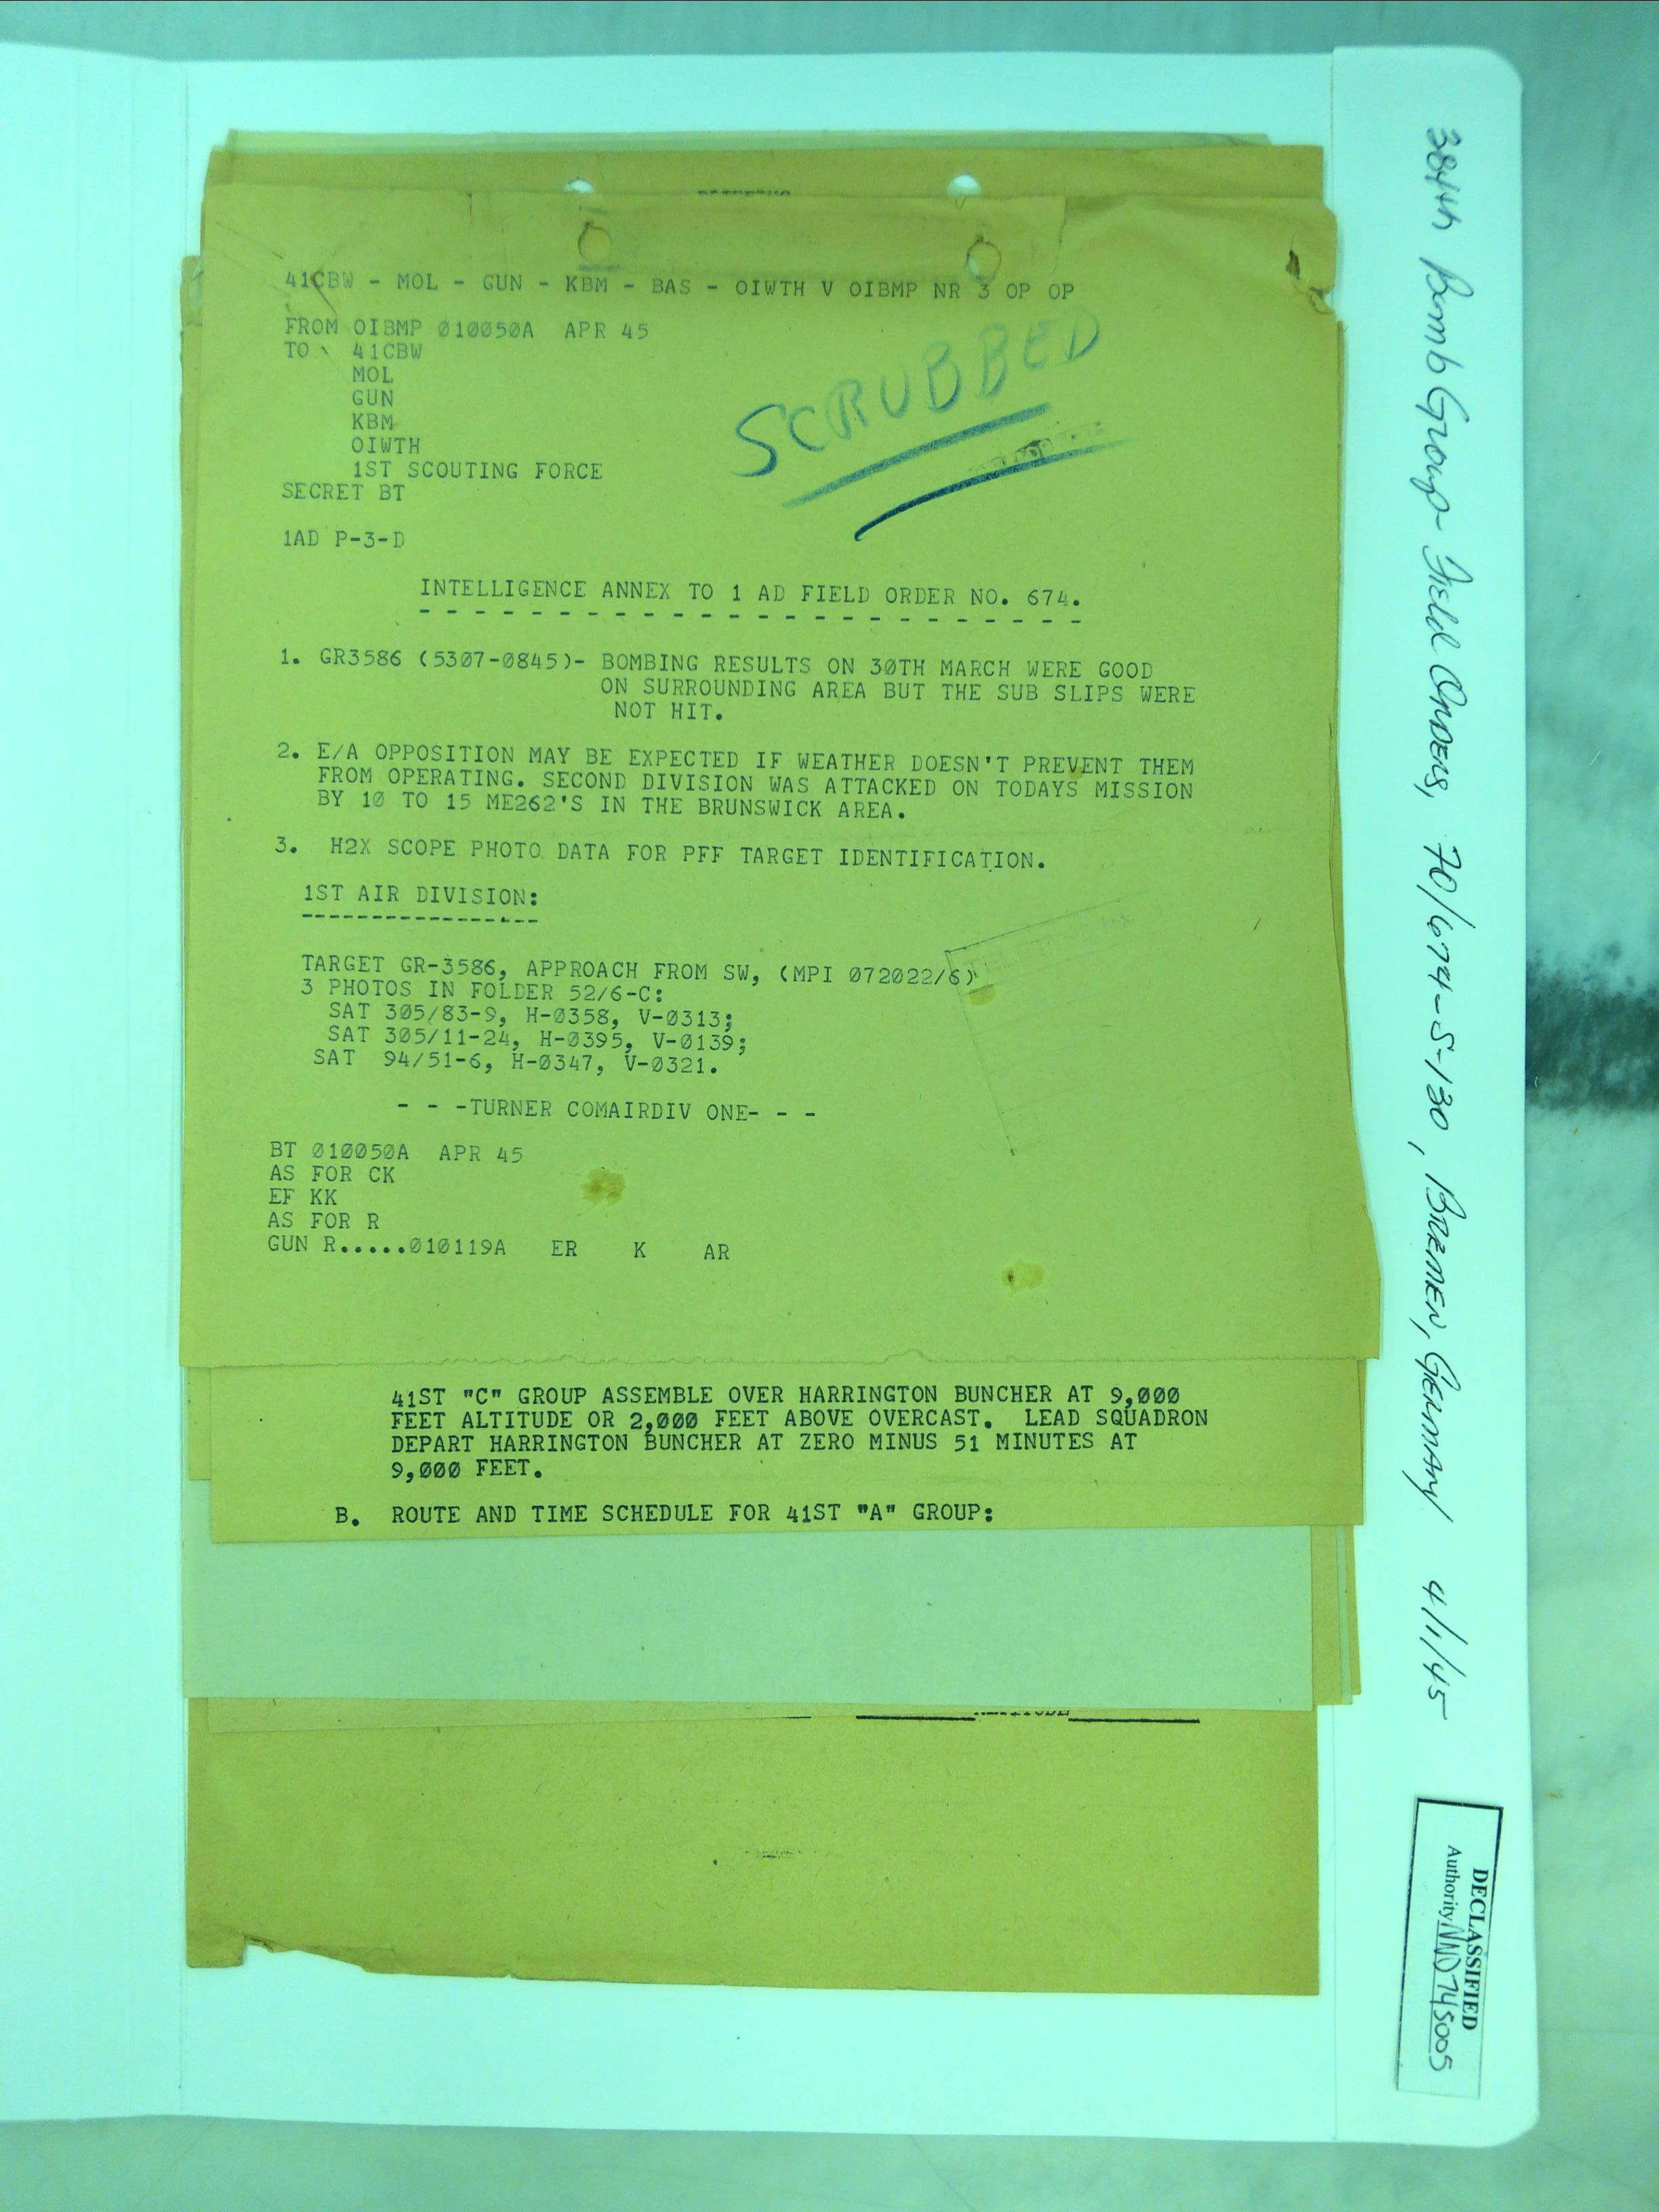 41CBW - MOL - GUN - KBM - BAS - OIWTH V OIBMP NR 3 OP OP
FROM OIBMP 010050A APR 45
TO 41CBW
MOL
GUN
KBM
OIWTH
1ST SCOUTING FORCE
SECRET BT
SCRUBBED
1AD P-3-D
INTELLIGENCE ANNEX TO 1 AD FIELD ORDER NO. 674.
- - - - - - - - - - - - - - - - - - - - - - - -
1. GR3586 (5307-0845)- BOMBING RESULTS ON 30TH MARCH WERE GOOD
ON SURROUNDING AREA BUT THE SUB SLIPS WERE
NOT HIT.
2. E/A OPPOSITION MAY BE EXPECTED IF WEATHER DOESN'T PREVENT THEM
FROM OPERATING. SECOND DIVISION WAS ATTACKED ON TODAYS MISSION
BY 10 TO 15 ME262'S IN THE BRUNSWICK AREA.
3. H2X SCOPE PHOTO DATA FOR PFF TARGET IDENTIFICATION.
1ST AIR DIVISION:
-----------------
TARGET GR-3586, APPROACH FROM SW, (MPI 072022/6)
3 PHOTOS IN FOLDER 52/6-C:
SAT 305/83-9, H-0358, V-0313;
SAT 305/11-24, H-0395, V-0139;
SAT 94/51-6, H-0347, V-0321.
- - -TURNER COMAIRDIV ONE- - -
BT 010050A APR 45
AS FOR CK
EF KK
AS FOR R
GUN R.....010119A ER K AR
41ST "C" GROUP ASSEMBLE OVER HARRINGTON BUNCHER AT 9,000
FEET ALTITUDE OR 2,000 FEET ABOVE OVERCAST. LEAD SQUADRON
DEPART HARRINGTON BUNCHER AT ZERO MINUS 51 MINUTES AT
9,000 FEET.
B. ROUTE AND TIME SCHEDULE FOR 41ST "A" GROUP:
384th Bomb Group - Field Orders, 70/674-S-130, BREMEN, GERMANY 4/1/45
DECLASSIFIED
Authority NND 745005